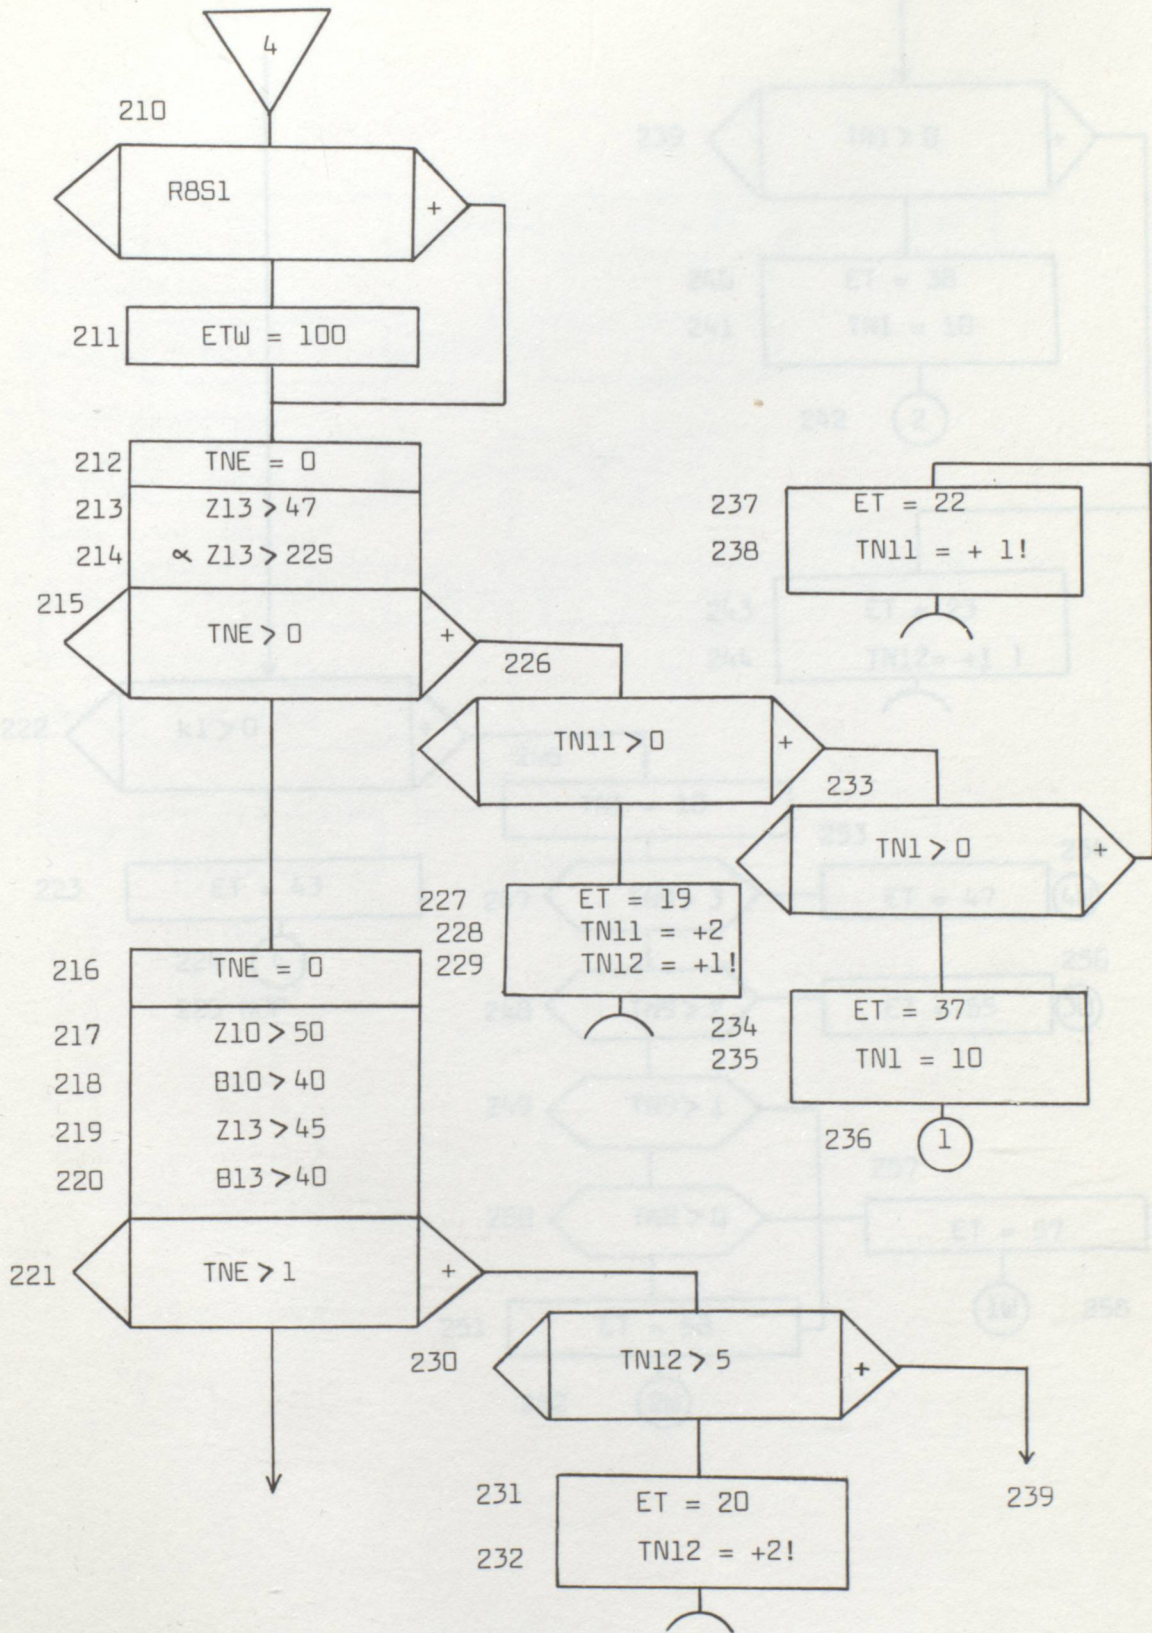 4
210
R8S1
+
211 ETW = 100
212 TNE = 0
213 Z13 > 47
214 ∝ Z13 > 22S
215 TNE > 0 +
226
TN11 > 0 +
227 ET = 19
228 TN11 = +2
229 TN12 = +1!
233
TN1 > 0 +
234 ET = 37
235 TN1 = 10
236 1
237 ET = 22
238 TN11 = + 1!
216 TNE = 0
217 Z10 > 50
218 B10 > 40
219 Z13 > 45
220 B13 > 40
221 TNE > 1 +
230 TN12 > 5 +
231 ET = 20
232 TN12 = +2!
239